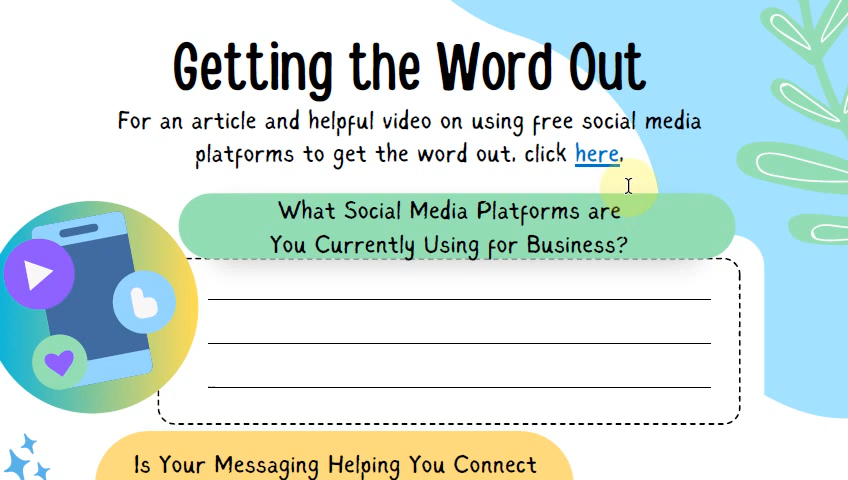 Getting the Word Out
For an article and helpful video on using free social media
platforms to get the word out, click here.
What Social Media Platforms are
You Currently Using for Business?
Is Your Messaging Helping You Connect